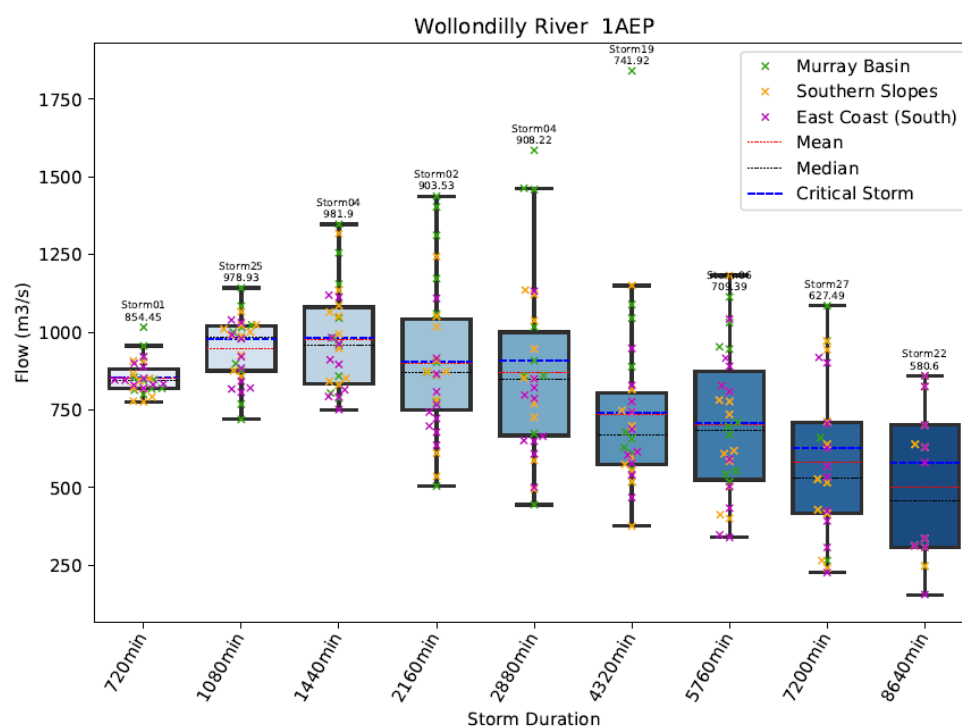 Wollondilly River 1AEP
Storm19
741.92
Murray Basin
Southern Slopes
East Coast (South)
Mean
Median
Critical Storm
Storm04
908.22
Storm02
903.53
Storm04
981.9
Storm25
978.93
Storm01
854.45
Storm06
709.39
Storm27
627.49
Storm22
580.6
Flow (m3/s)
1750
1500
1250
1000
750
500
250
720min
1080min
1440min
2160min
2880min
4320min
5760min
7200min
8640min
Storm Duration